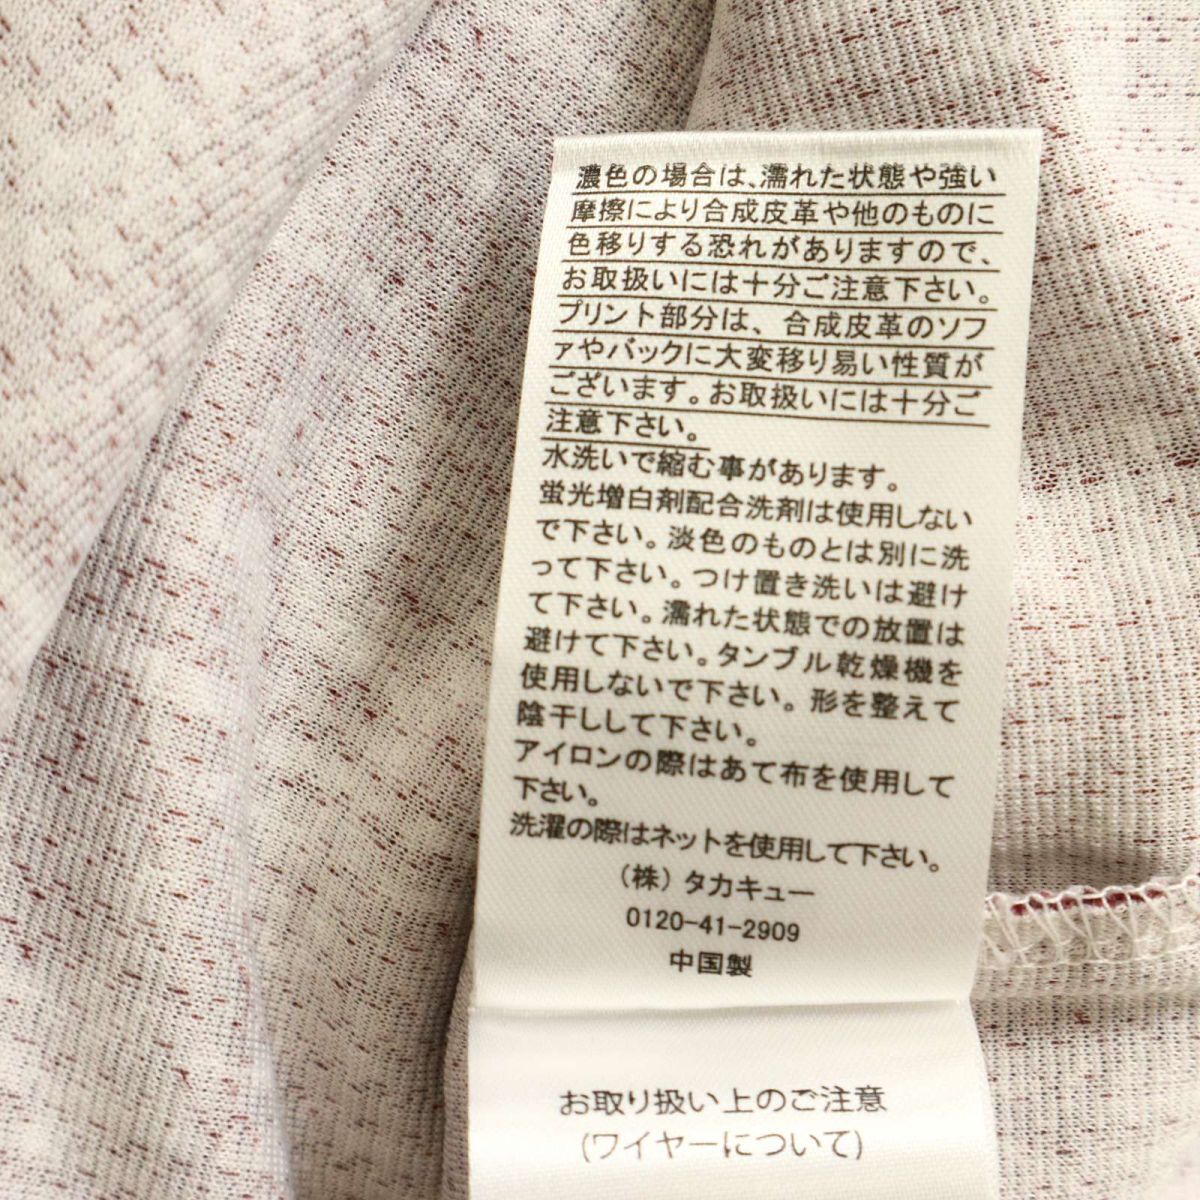 濃色の場合は、濡れた状態や強い
摩擦により合成皮革や他のものに
色移りする恐れがありますので、
お取扱いには十分ご注意下さい。
プリント部分は、合成皮革のソフ
ァやバックに大変移り易い性質が
ございます。お取扱いには十分ご
注意下さい。
水洗いで縮む事があります。
蛍光増白剤配合洗剤は使用しない
で下さい。淡色のものとは別に洗
って下さい。つけ置き洗いは避け
て下さい。濡れた状態での放置は
避けて下さい。タンブル乾燥機を
使用しないで下さい。形を整えて
陰干しして下さい。
アイロンの際はあて布を使用して
下さい。
洗濯の際はネットを使用して下さい。
（株）タカキュー
0120-41-2909
中国製
お取り扱い上のご注意
(ワイヤーについて)